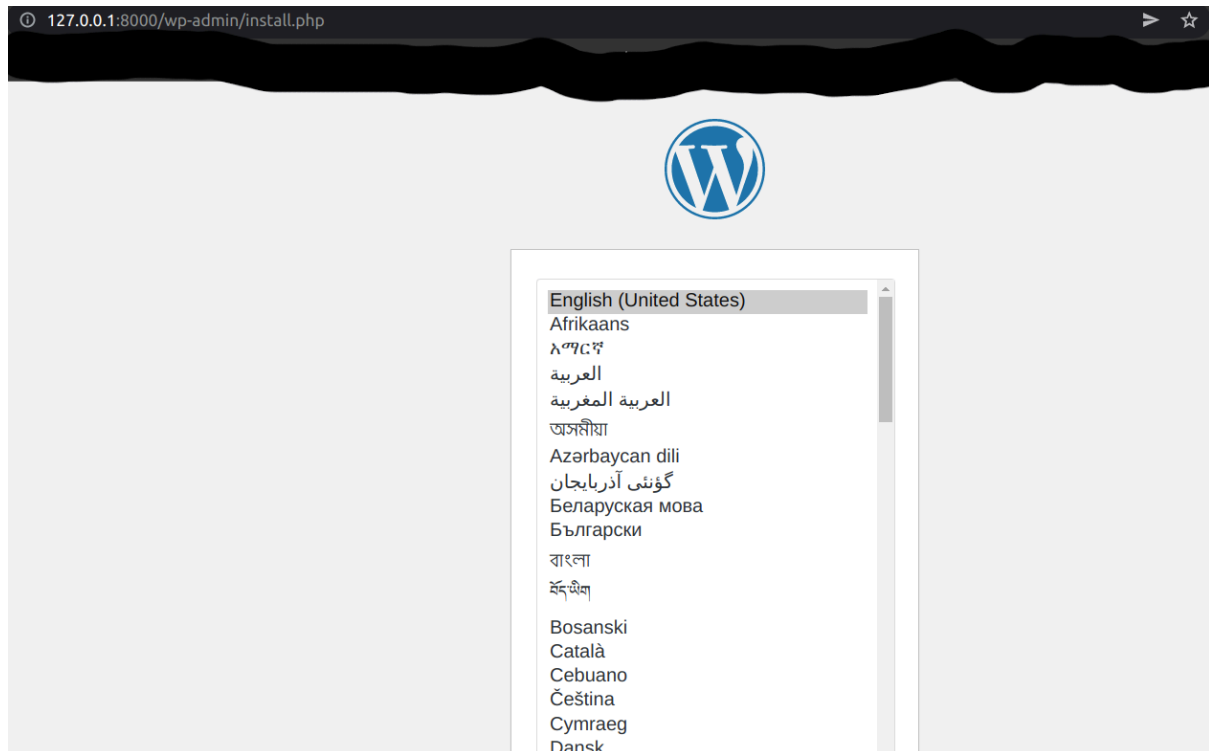 127.0.0.1:8000/wp-admin/install.php
English (United States)
Afrikaans
አማርኛ
العربية
العربية المغربية
অসমীয়া
Azərbaycan dili
گؤنئی آذربایجان
Беларуская мова
Български
বাংলা
བོད་ཡིག
Bosanski
Català
Cebuano
Čeština
Cymraeg
Dansk